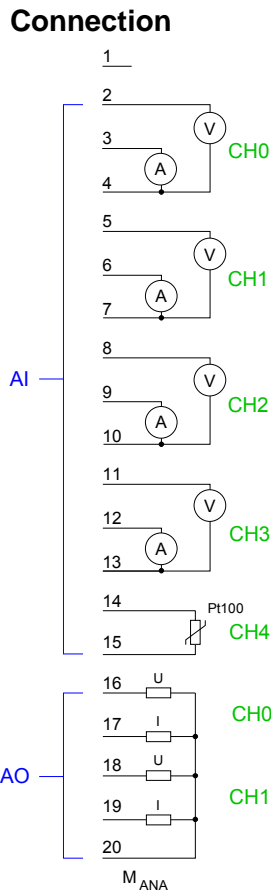 Connection
1
2
V
3
CH0
A
4
5
V
6
CH1
A
7
8
AI
V
9
CH2
A
10
11
V
12
CH3
A
13
14
Pt100
CH4
15
16 U
CH0
17 I
18 U
AO
CH1
19 I
20
MANA